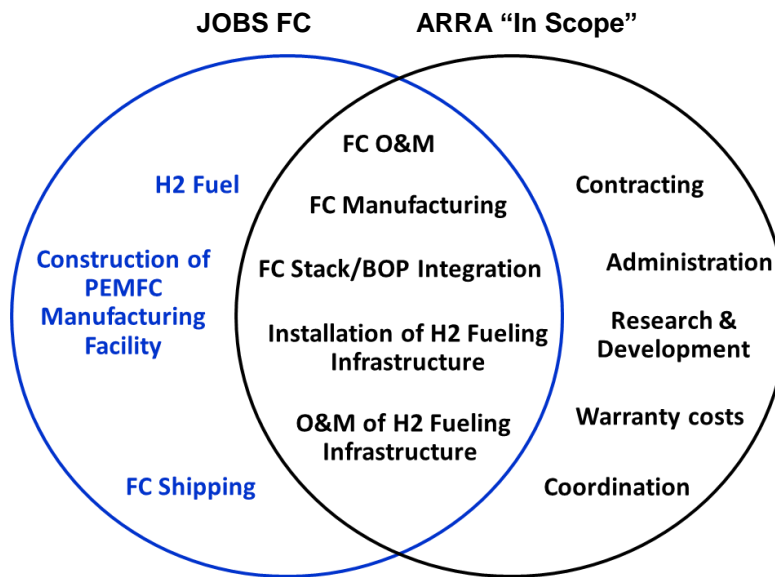 JOBS FC
ARRA “In Scope”
H2 Fuel
Construction of
PEMFC
Manufacturing
Facility
FC Shipping
FC O&M
FC Manufacturing
FC Stack/BOP Integration
Installation of H2 Fueling
Infrastructure
O&M of H2 Fueling
Infrastructure
Contracting
Administration
Research &
Development
Warranty costs
Coordination